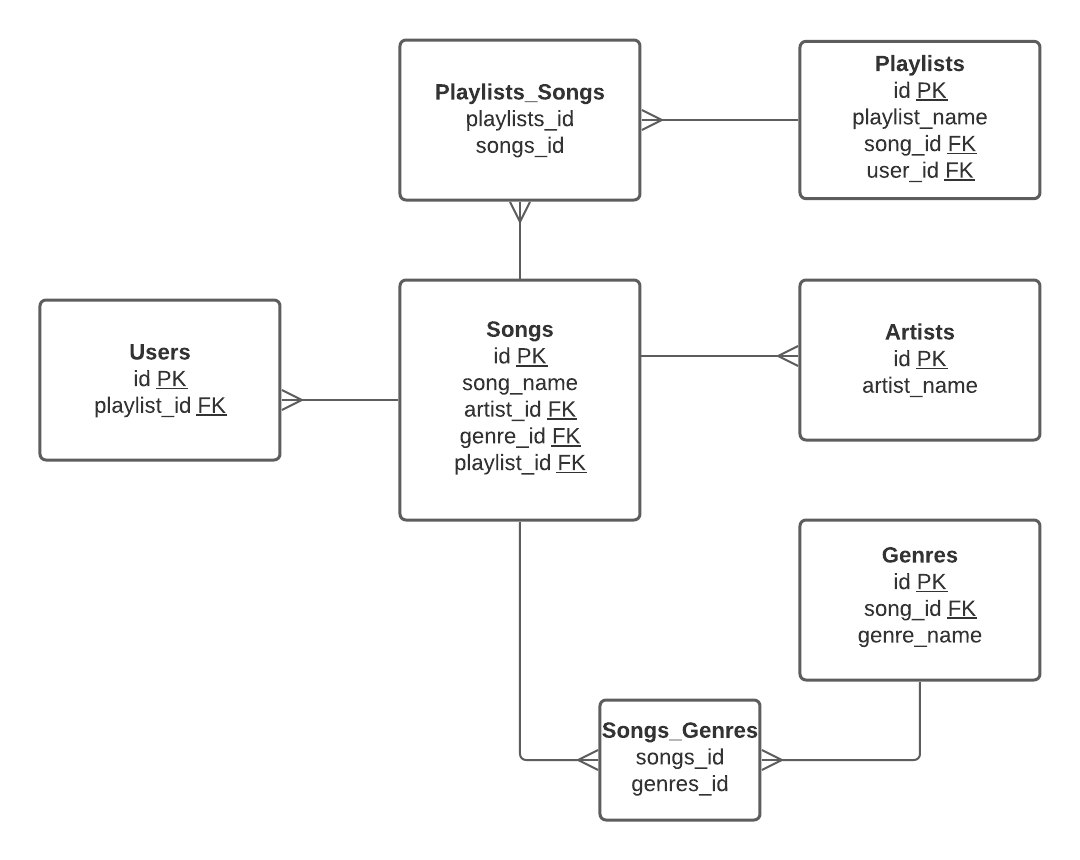 Playlists_Songs
playlists_id
songs_id
Playlists
id PK
playlist_name
song_id FK
user_id FK
Users
id PK
playlist_id FK
Songs
id PK
song_name
artist_id FK
genre_id FK
playlist_id FK
Artists
id PK
artist_name
Genres
id PK
song_id FK
genre_name
Songs_Genres
songs_id
genres_id